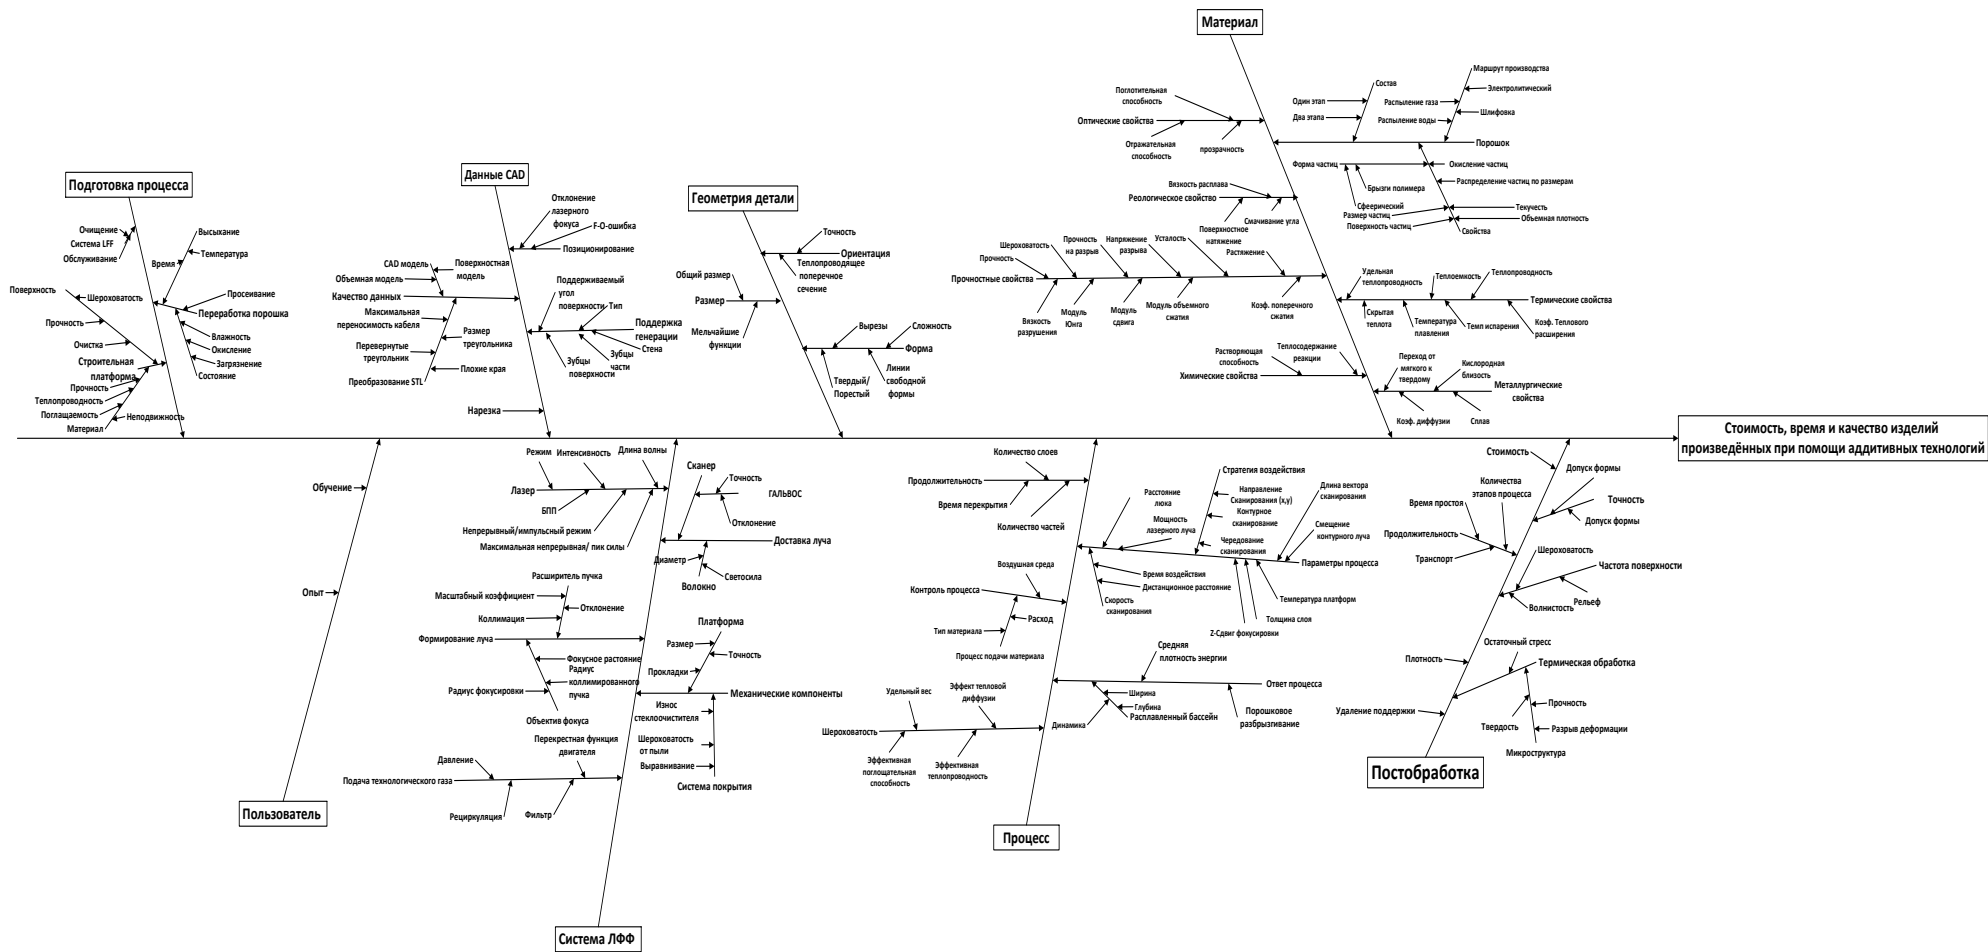 Материал
Маршрут производства
Состав
Электролитический
Поглотительная
способность
Один этап
Распыление газа
Шлифовка
Оптические свойства
Два этапа
Распыление воды
Отражательная
способность
прозрачность
Порошок
Форма частиц
Окисление частиц
Брызги полимера
Распределение частиц по размерам
Сфеерический
Размер частиц
Поверхность частиц
Текучесть
Объемная плотность
Свойства
Вязкость расплава
Реологическое свойство
Смачивание угла
Поверхностное
натяжение
Шероховатость
Прочность
Прочность
на разрыв
Напряжение
разрыва
Усталость
Растяжение
Прочностные свойства
Вязкость
разрушения
Модуль
Юнга
Модуль
сдвига
Модуль объемного
сжатия
Коэф. поперечного
сжатия
Удельная
теплопроводность
Теплоемкость
Теплопроводность
Термические свойства
Скрытая
теплота
Температура
плавления
Темп испарения
Коэф. Теплового
расширения
Растворяющая
способность
Теплосодержание
реакции
Химические свойства
Переход от
мягкого к
твердому
Кислородная
близость
Металлургические
свойства
Коэф. диффузии
Сплав
Подготовка процесса
Очищение
Система LFF
Обслуживание
Высыхание
Температура
Время
Поверхность
Шероховатость
Просеивание
Переработка порошка
Прочность
Влажность
Очистка
Окисление
Строительная
платформа
Загрязнение
Состояние
Прочность
Теплопроводность
Поглащаемость
Неподвижность
Материал
Данные CAD
Отклонение
лазерного
фокуса
F-O-ошибка
Позиционирование
CAD модель
Поверхностная
модель
Объемная модель
Качество данных
Поддерживаемый
угол
поверхности
Тип
Поддержка
генерации
Стена
Зубцы
части
Зубцы
поверхности
Максимальная
переносимость кабеля
Размер
треугольника
Перевернутые
треугольник
Плохие края
Преобразование STL
Нарезка
Геометрия детали
Точность
Ориентация
Теплопроводящее
поперечное
сечение
Общий размер
Размер
Мельчайшие
функции
Вырезы
Сложность
Форма
Твердый/
Порестый
Линии
свободной
формы
Стоимость, время и качество изделий
произведённых при помощи аддитивных технологий
Обучение
Опыт
Пользователь
Режим
Интенсивность
Длина волны
Лазер
БПП
Непрерывный/импульсный режим
Максимальная непрерывная/ пик силы
Сканер
Точность
ГАЛЬВОС
Отклонение
Доставка луча
Диаметр
Светосила
Волокно
Расширитель пучка
Масштабный коэффициент
Отклонение
Коллимация
Формирование луча
Фокусное растояние
Радиус
коллимированного
пучка
Радиус фокусировки
Объектив фокуса
Платформа
Размер
Точность
Прокладки
Механические компоненты
Износ
стеклоочистителя
Шероховатость
от пыли
Выравнивание
Система покрытия
Перекрестная функция
двигателя
Давление
Подача технологического газа
Рециркуляция
Фильтр
Система ЛФФ
Количество слоев
Продолжительность
Время перекрытия
Количество частей
Стратегия воздействия
Расстояние
люка
Направление
Сканирования (x,y)
Контурное
сканирование
Длина вектора
сканирования
Мощность
лазерного луча
Чередование
сканирования
Смещение
контурного луча
Параметры процесса
Время воздействия
Дистанционное расстояние
Скорость
сканирования
Температура платформ
Толщина слоя
Z-Сдвиг фокусировки
Воздушная среда
Контроль процесса
Расход
Тип материала
Процесс подачи материала
Средняя
плотность энергии
Ответ процесса
Ширина
Глубина
Расплавленный бассейн
Динамика
Порошковое
разбрызгивание
Удельный вес
Эффект тепловой
диффузии
Шероховатость
Эффективная
поглощательная
способность
Эффективная
теплопроводность
Процесс
Стоимость
Допуск формы
Точность
Допуск формы
Количества
этапов процесса
Время простоя
Продолжительность
Транспорт
Шероховатость
Частота поверхности
Рельеф
Волнистость
Остаточный стресс
Плотность
Термическая обработка
Прочность
Твердость
Разрыв деформации
Микроструктура
Удаление поддержки
Постобработка